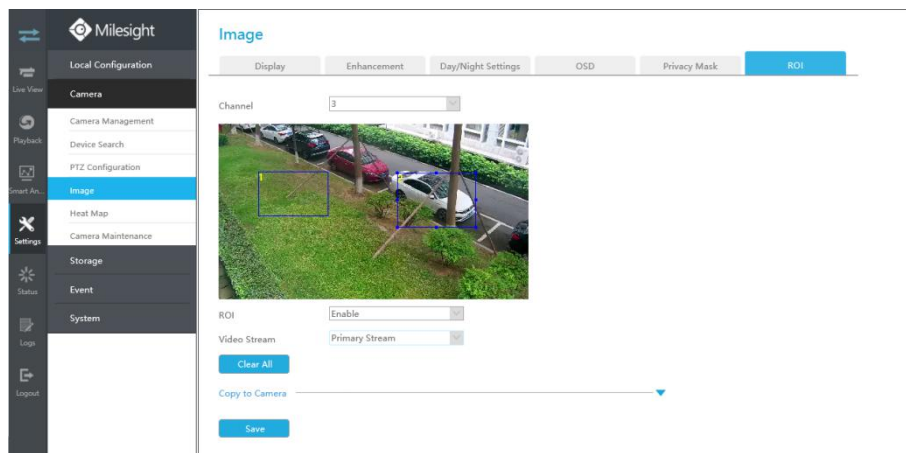 Milesight
Local Configuration
Camera
Camera Management
Device Search
PTZ Configuration
Image
Heat Map
Camera Maintenance
Storage
Event
System
Live View
Playback
Smart An...
Settings
Status
Logs
Logout
Image
Display Enhancement Day/Night Settings OSD Privacy Mask ROI
Channel 3
1
ROI Enable
Video Stream Primary Stream
Clear All
Copy to Camera
Save